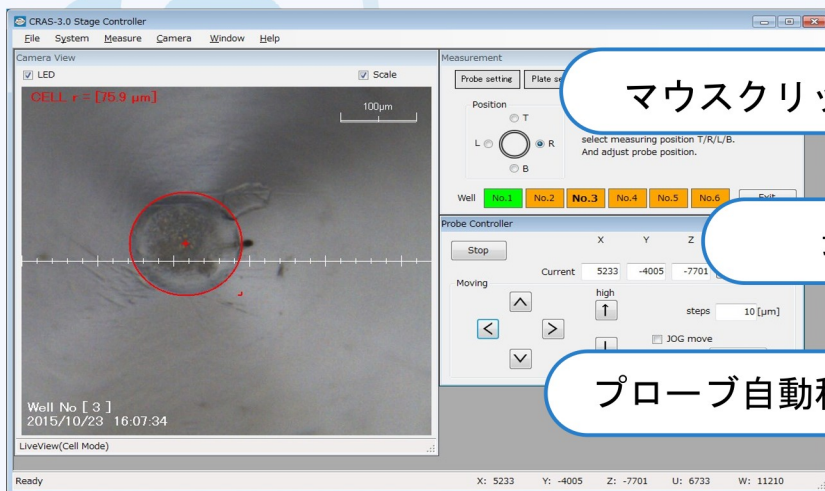 CRAS-3.0 Stage Controller
File System Measure Camera Window Help
Camera View
LED
Scale
CELL r = [75.9 µm]
100µm
Well No [ 3 ]
2015/10/23 16:07:34
LiveView(Cell Mode)
Measurement
Probe setting
Plate se
マウスクリッ
Position
T
L
R
B
select measuring position T/R/L/B.
And adjust probe position.
Well No.1 No.2 No.3 No.4 No.5 No.6 Exit
Probe Controller
Stop
X Y Z
Current 5233 -4005 -7701
Moving
high
steps 10 [µm]
JOG move
プローブ自動
Ready
X: 5233 Y: -4005 Z: -7701 U: 6733 W: 11210